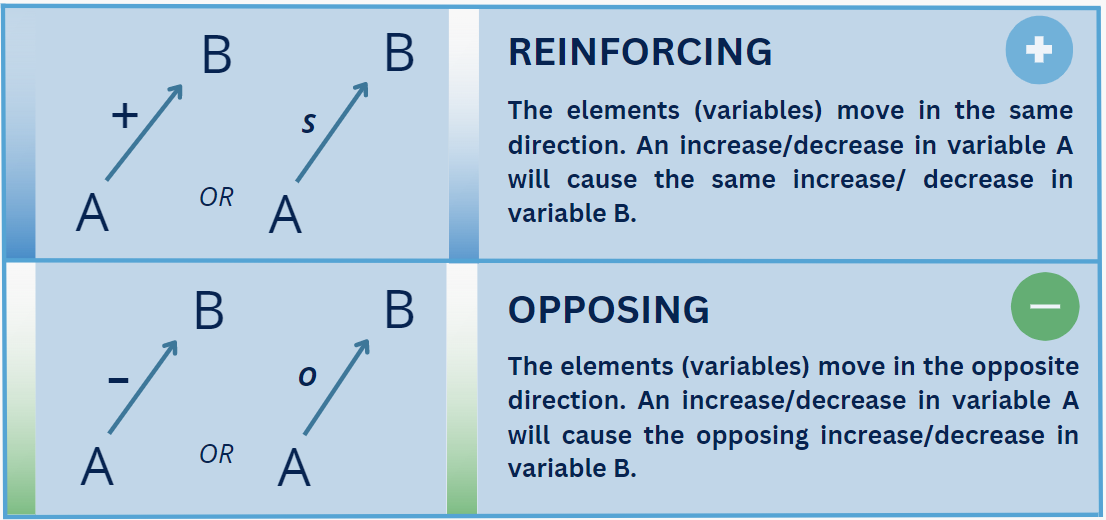 B
B
+
s
A
OR
A
REINFORCING
The elements (variables) move in the same
direction. An increase/decrease in variable A
will cause the same increase/ decrease in
variable B.
B
B
–
o
A
OR
A
OPPOSING
The elements (variables) move in the opposite
direction. An increase/decrease in variable A
will cause the opposing increase/decrease in
variable B.